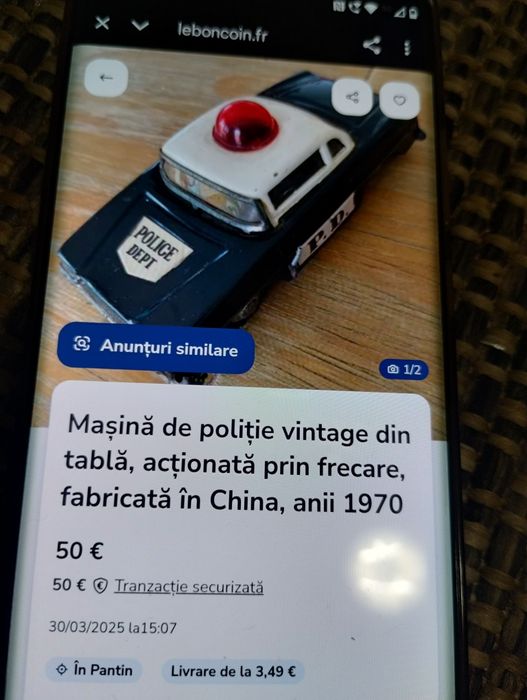 leboncoin.fr
POLICE
DEPT
P. D.
Anunțuri similare
1/2
Mașină de poliție vintage din
tablă, acționată prin frecare,
fabricată în China, anii 1970
50 €
50 € Tranzacție securizată
30/03/2025 la15:07
În Pantin Livrare de la 3,49 €